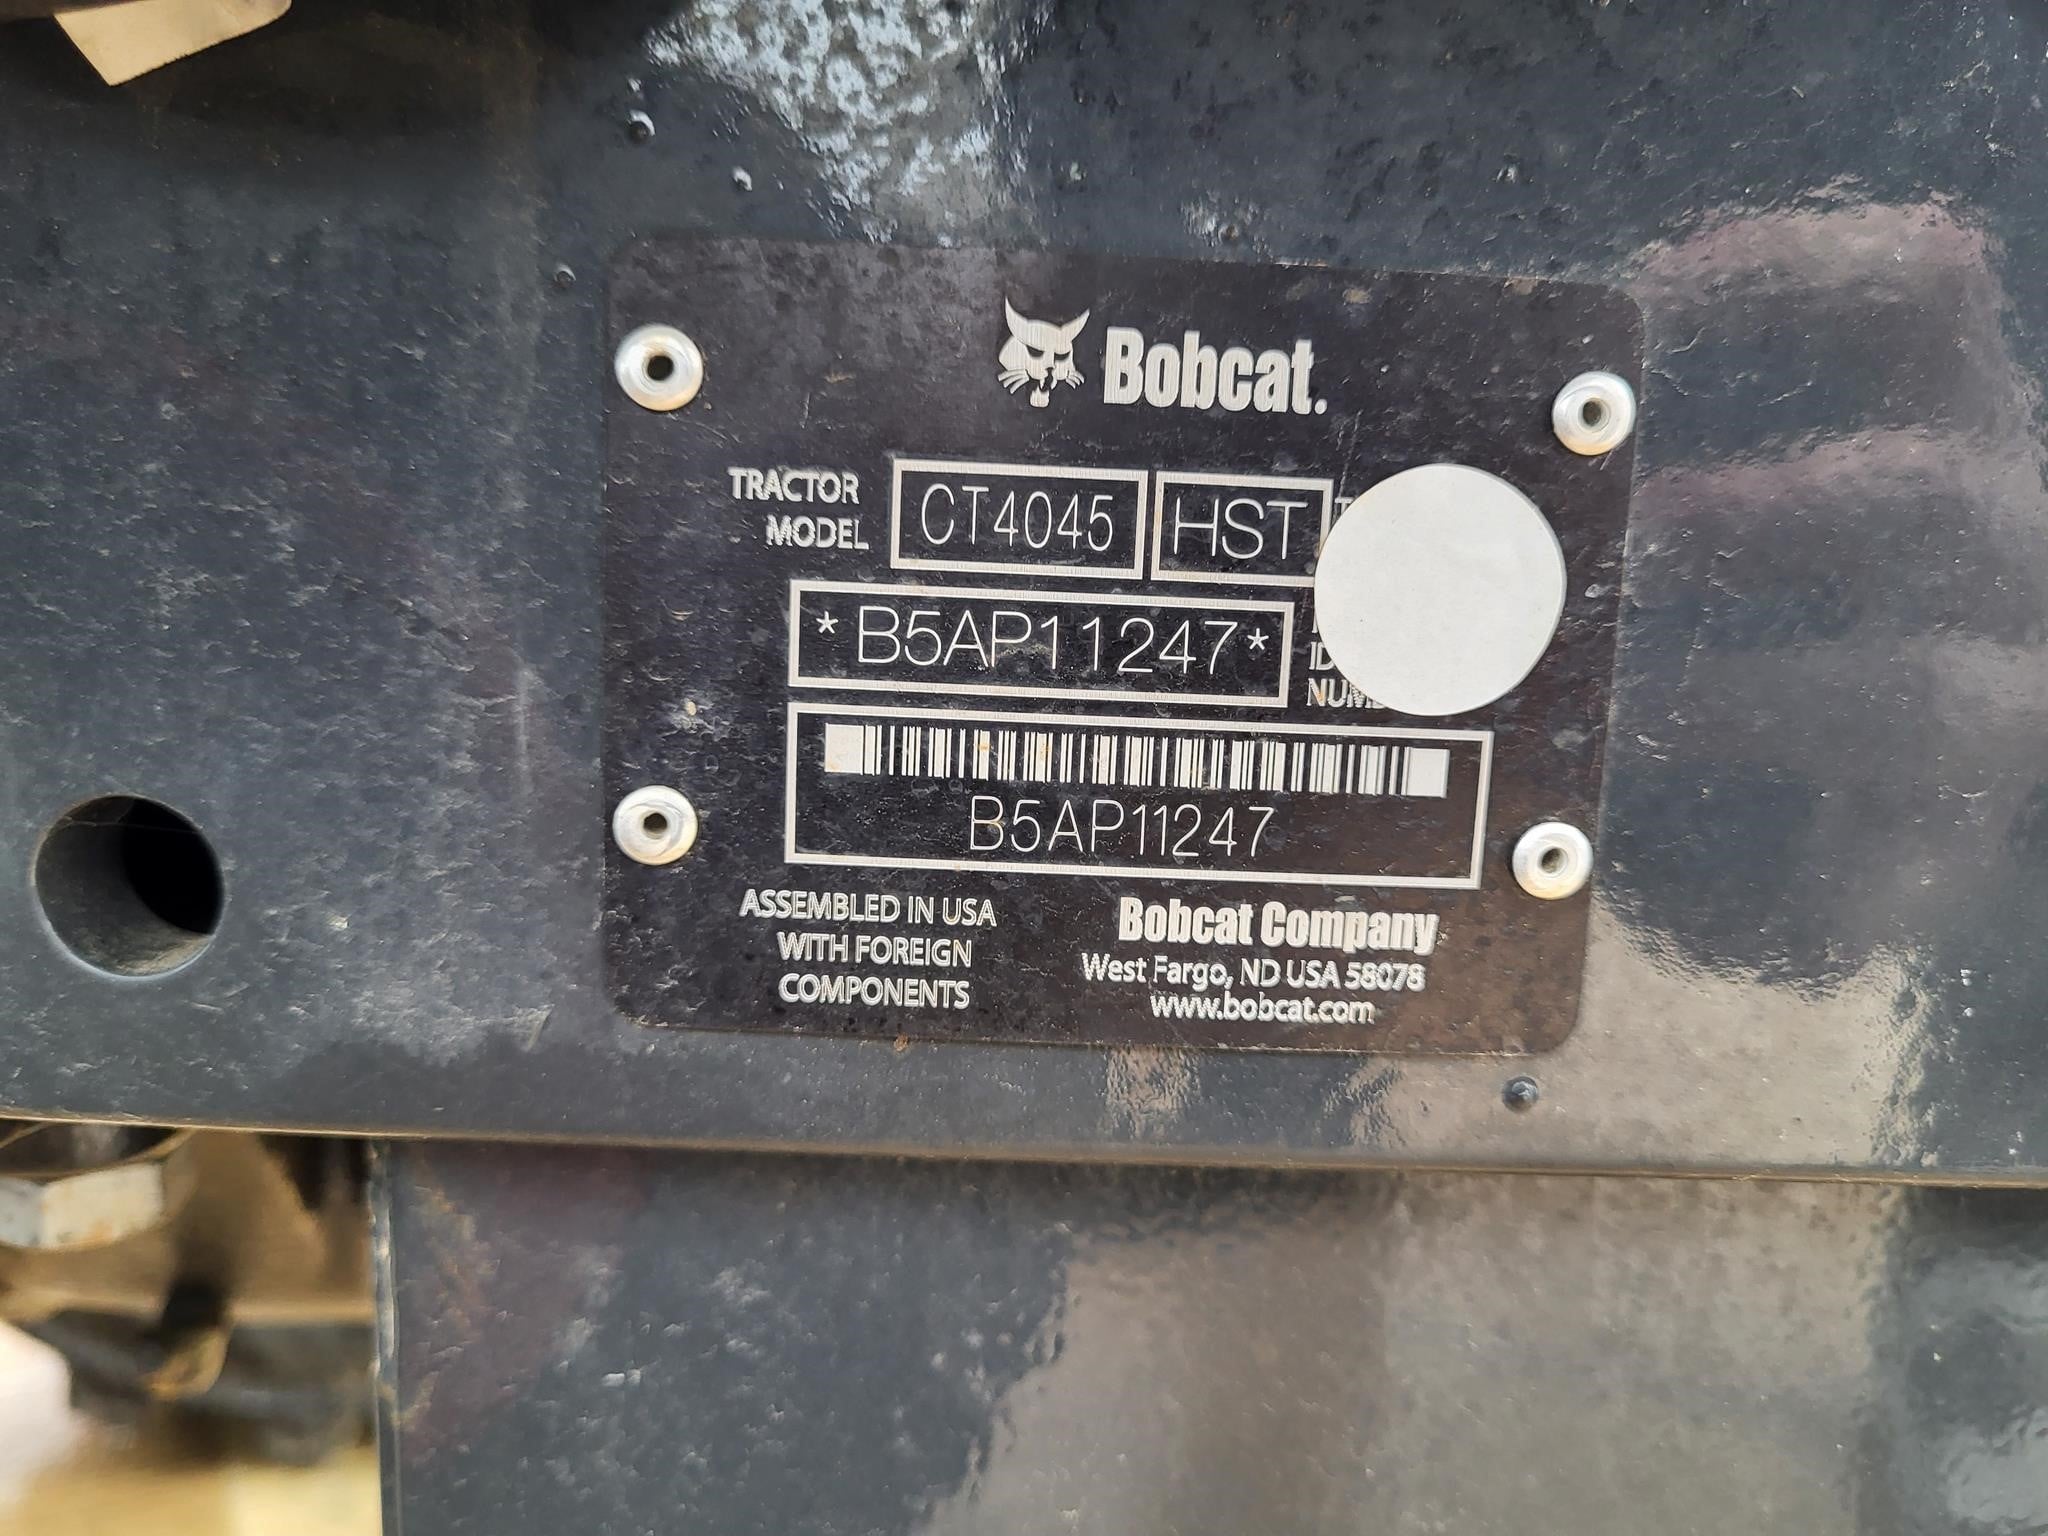 Bobcat.
TRACTOR
MODEL
CT4045
HST
*B5AP11247*
B5AP11247
ASSEMBLED IN USA
WITH FOREIGN
COMPONENTS
Bobcat Company
West Fargo, ND USA 58078
www.bobcat.com